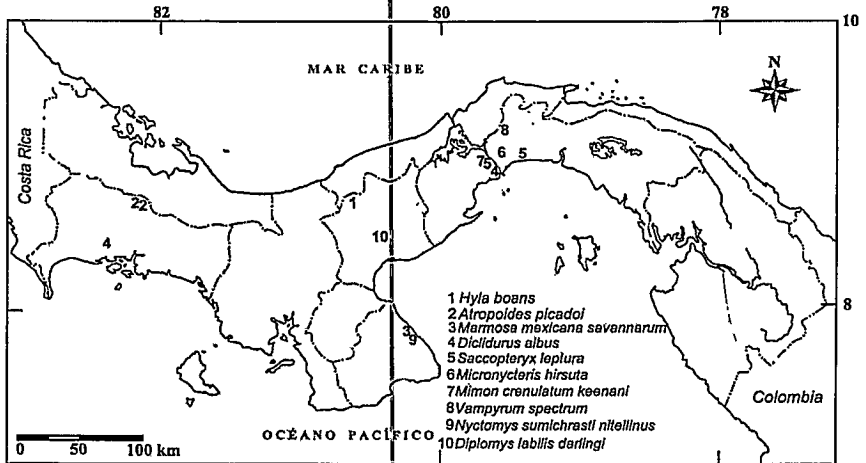 82 80 78
10
MAR CARIBE
N
Costa Rica
8
6
75 5
4
22
1
4
10
8
3
9
1 Hyla boans
2 Atropoides picadoi
3 Marmosa mexicana savannarum
4 Diclidurus albus
5 Saccopteryx leptura
6 Micronycteris hirsuta
7 Mimon crenulatum keenani
8 Vampyrum spectrum
9 Nyctomys sumichrasti nitellinus
10 Diplomys labilis darlingi
Colombia
0 50 100 km
OCÉANO PACÍFICO